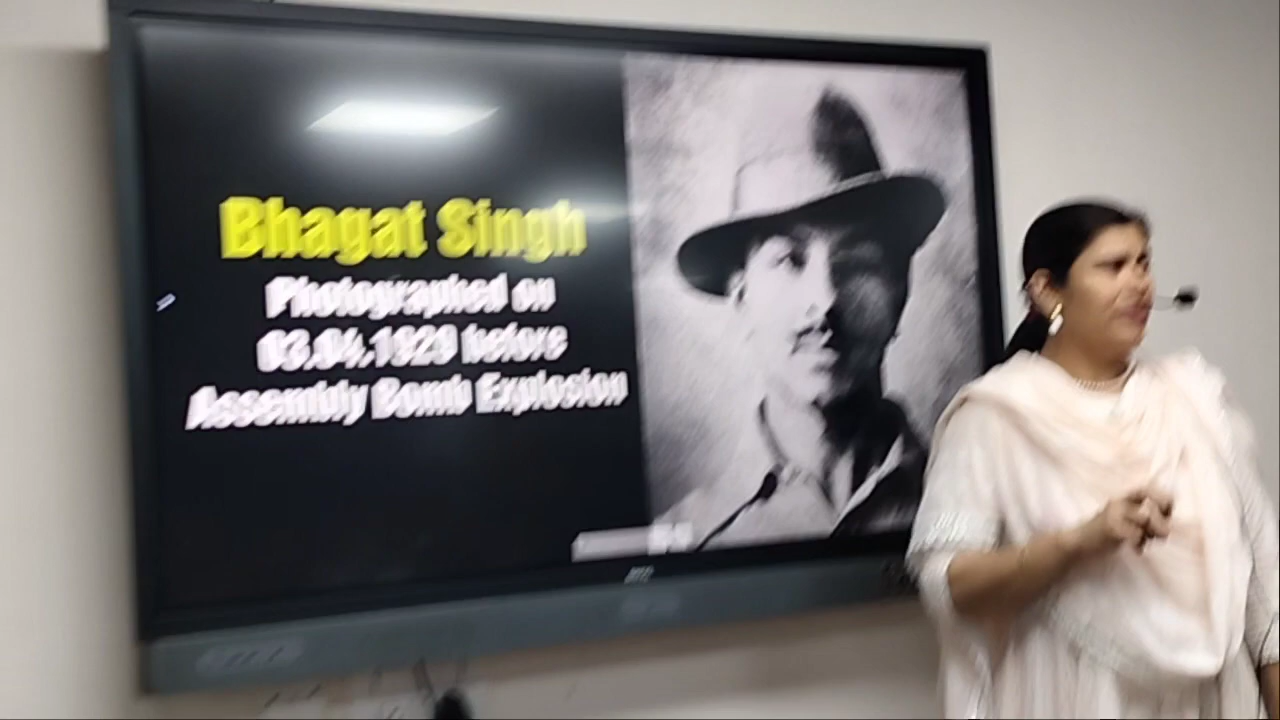 Bhagat Singh
Photographed on
03.04.1929 before
Assembly Bomb Explosion